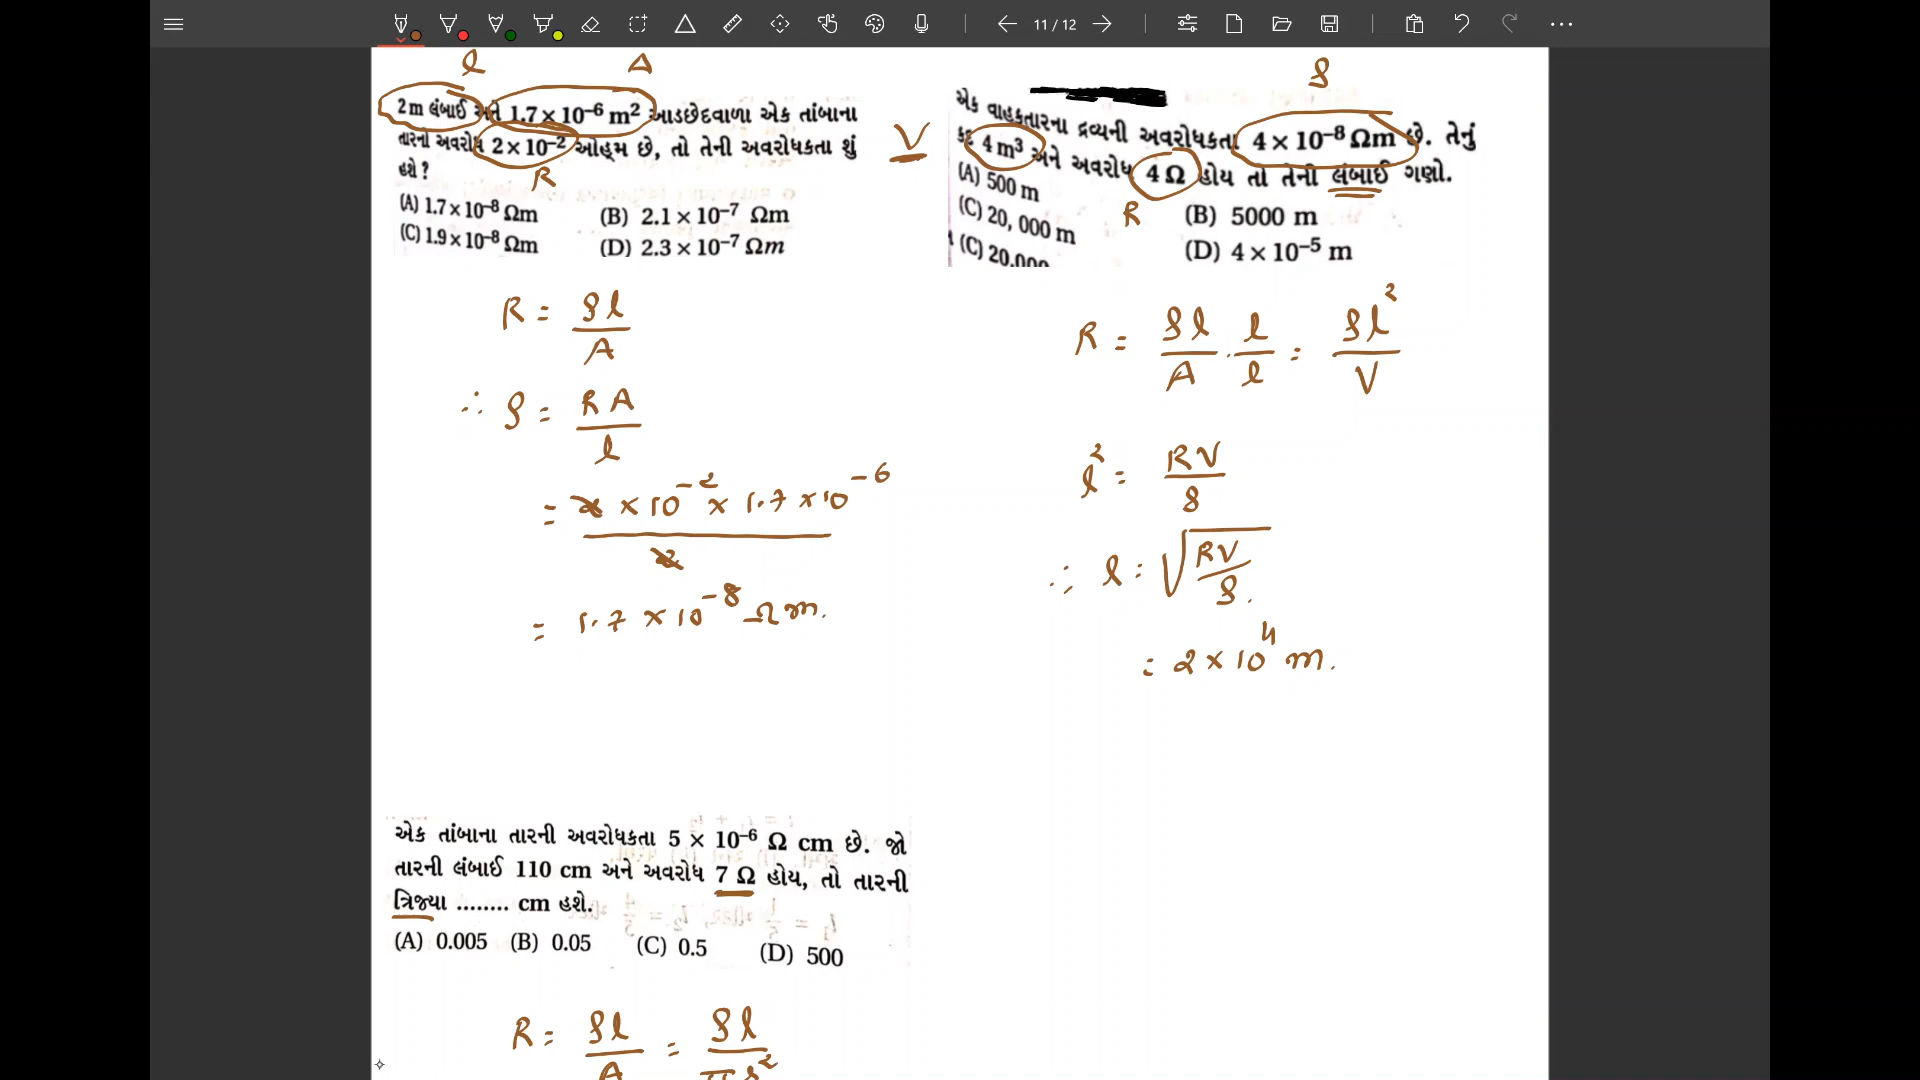 11 / 12
l A
2 m લંબાઈ અને 1.7 × 10⁻⁶ m² આડછેદવાળા એક તાંબાના
તારનો અવરોધ 2 × 10⁻² ઓહ્મ છે, તો તેની અવરોધકતા શું
હશે ?
R
(A) 1.7 × 10⁻⁸ Ωm (B) 2.1 × 10⁻⁷ Ωm
(C) 1.9 × 10⁻⁸ Ωm (D) 2.3 × 10⁻⁷ Ωm
R = ρl / A
∴ ρ = RA / l
= 2 × 10⁻² × 1.7 × 10⁻⁶ / 2
= 1.7 × 10⁻⁸ Ωm.
ρ
એક વાહકતારના દ્રવ્યની અવરોધકતા 4 × 10⁻⁸ Ωm છે. તેનું
V
કદ 4 m³ અને અવરોધ 4 Ω હોય તો તેની લંબાઈ ગણો.
R
(A) 500 m (B) 5000 m
(C) 20, 000 m (D) 4 × 10⁻⁵ m
(C) 20,000
R = ρl / A · l / l = ρl² / V
l² = RV / ρ
∴ l = √(RV / ρ).
= 2 × 10⁴ m.
એક તાંબાના તારની અવરોધકતા 5 × 10⁻⁶ Ω cm છે. જો
તારની લંબાઈ 110 cm અને અવરોધ 7 Ω હોય, તો તારની
ત્રિજ્યા ........ cm હશે.
(A) 0.005 (B) 0.05 (C) 0.5 (D) 500
R = ρl / A = ρl / πr²